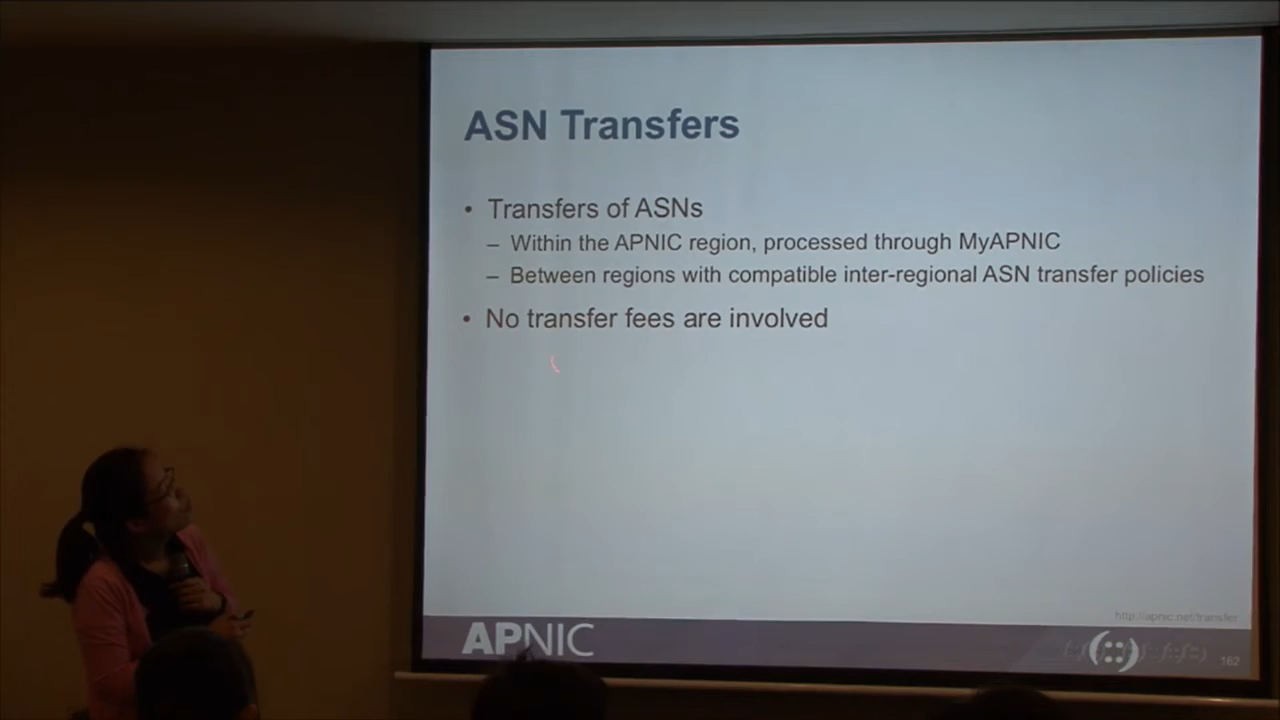 ASN Transfers
• Transfers of ASNs
– Within the APNIC region, processed through MyAPNIC
– Between regions with compatible inter-regional ASN transfer policies
• No transfer fees are involved
http://apnic.net/transfer
APNIC
162